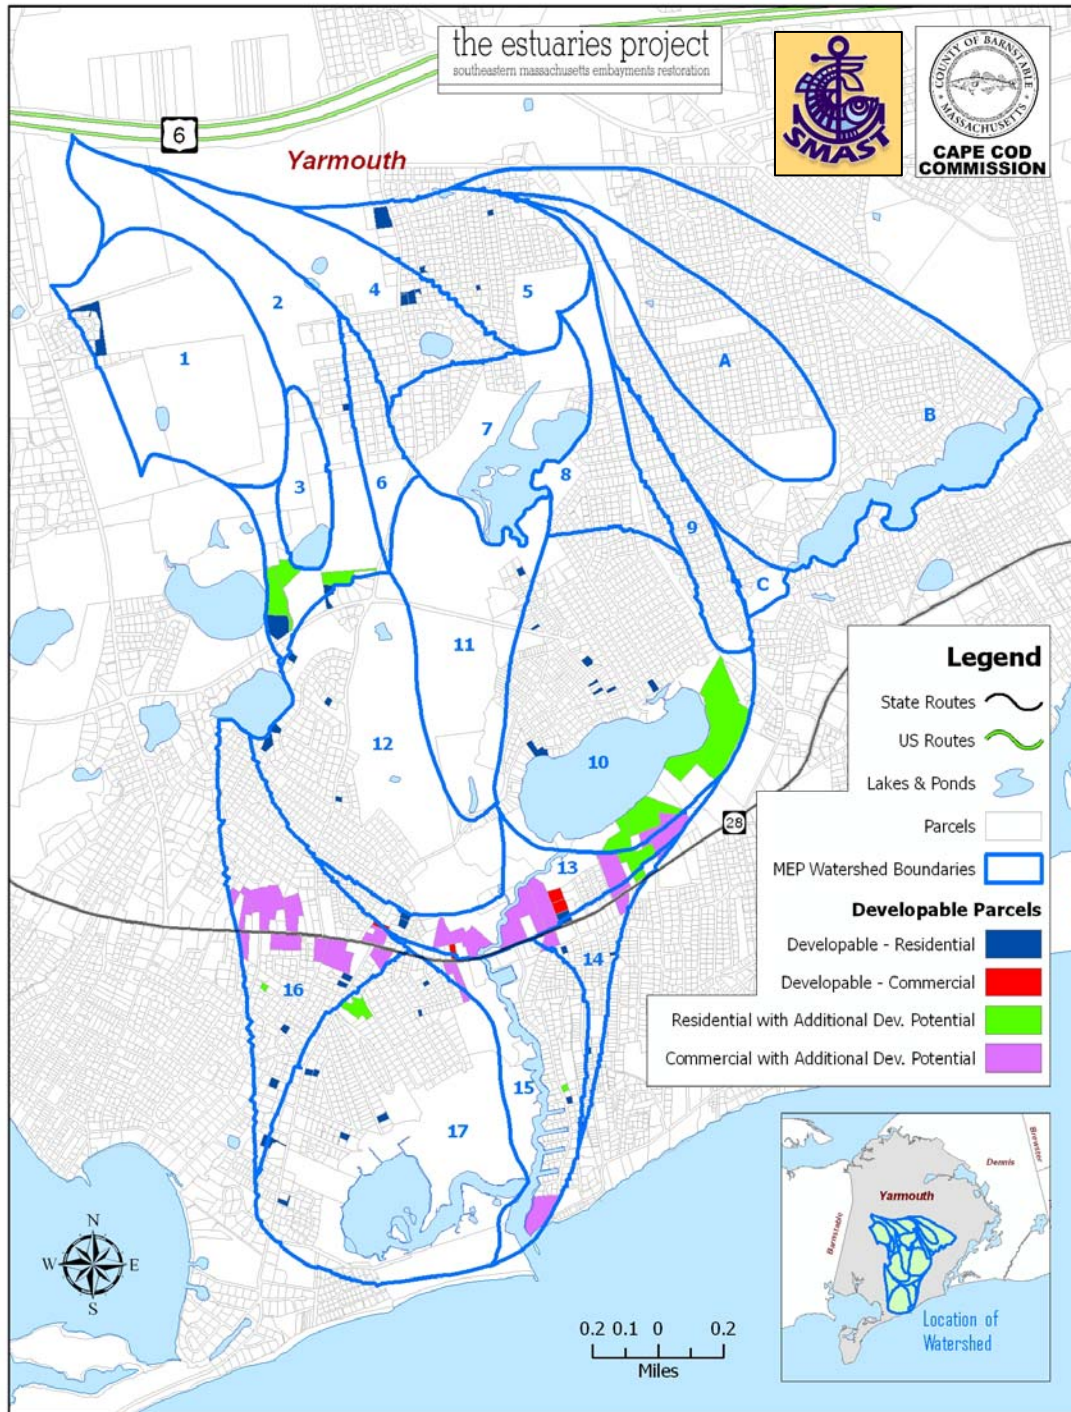 the estuaries project
southeastern massachusetts embayments restoration
SMAST
COUNTY OF BARNSTABLE
MASSACHUSETTS
CAPE COD
COMMISSION
6
Yarmouth
1
2
3
4
5
6
7
8
9
10
11
12
13
14
15
16
17
A
B
C
28
Legend
State Routes
US Routes
Lakes & Ponds
Parcels
MEP Watershed Boundaries
Developable Parcels
Developable - Residential
Developable - Commercial
Residential with Additional Dev. Potential
Commercial with Additional Dev. Potential
N
W E
S
0.2 0.1 0 0.2
Miles
Brewster
Dennis
Yarmouth
Barnstable
Location of
Watershed